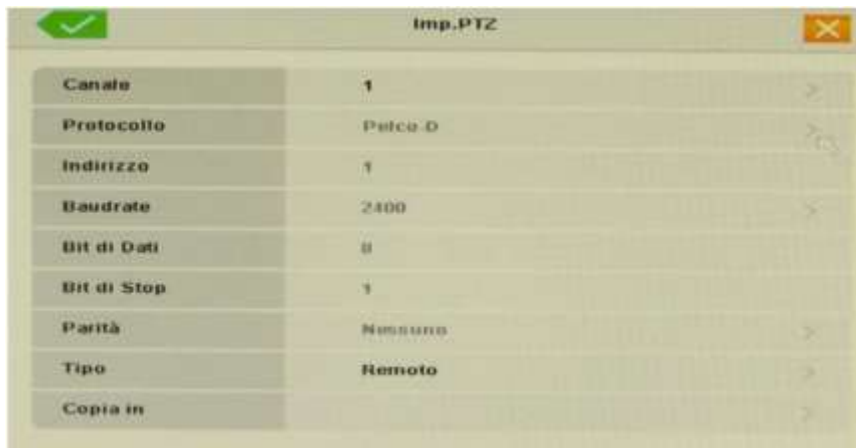 Imp.PTZ
Canale 1
Protocollo Pelco-D
Indirizzo 1
Baudrate 2400
Bit di Dati 8
Bit di Stop 1
Parità Nessuno
Tipo Remoto
Copia in